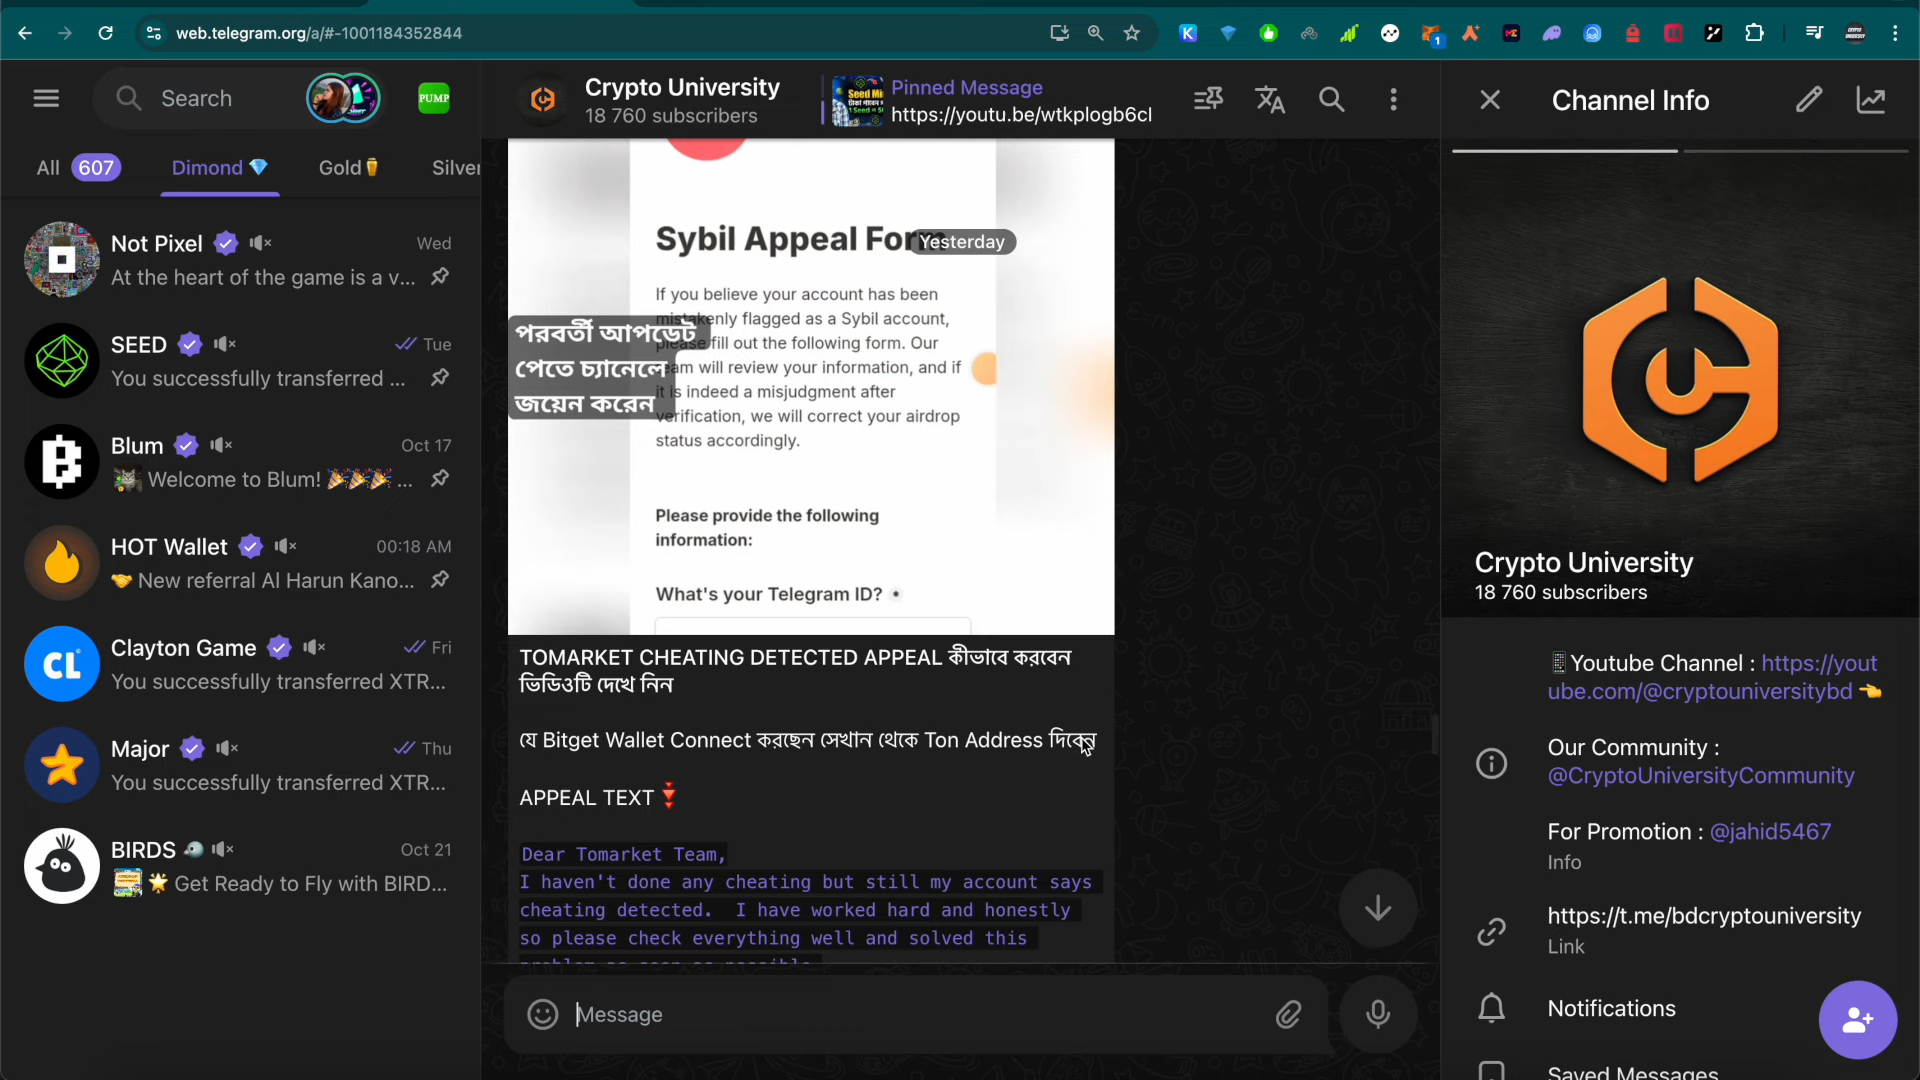 web.telegram.org/a/#-1001184352844
Search
PUMP
All 607
Dimond
Gold
Silver
Not Pixel
Wed
At the heart of the game is a v...
SEED
Tue
You successfully transferred ...
Blum
Oct 17
Welcome to Blum! ...
HOT Wallet
00:18 AM
New referral Al Harun Kano...
CL
Clayton Game
Fri
You successfully transferred XTR...
Major
Thu
You successfully transferred XTR...
BIRDS
Oct 21
Get Ready to Fly with BIRD...
Crypto University
18 760 subscribers
Pinned Message
https://youtu.be/wtkplogb6cI
Yesterday
Sybil Appeal Form
If you believe your account has been
mistakenly flagged as a Sybil account,
please fill out the following form. Our
team will review your information, and if
it is indeed a misjudgment after
verification, we will correct your airdrop
status accordingly.
পরবর্তী আপডেট
পেতে চ্যানেলে
জয়েন করেন
Please provide the following
information:
What's your Telegram ID? •
TOMARKET CHEATING DETECTED APPEAL কীভাবে করবেন
ভিডিওটি দেখে নিন
যে Bitget Wallet Connect করছেন সেখান থেকে Ton Address দিবেন
APPEAL TEXT
Dear Tomarket Team,
I haven't done any cheating but still my account says
cheating detected. I have worked hard and honestly
so please check everything well and solved this
problem as soon as possible.
Message
Channel Info
Crypto University
18 760 subscribers
Youtube Channel : https://yout
ube.com/@cryptouniversitybd
Our Community :
@CryptoUniversityCommunity
For Promotion : @jahid5467
Info
https://t.me/bdcryptouniversity
Link
Notifications
Saved Messages